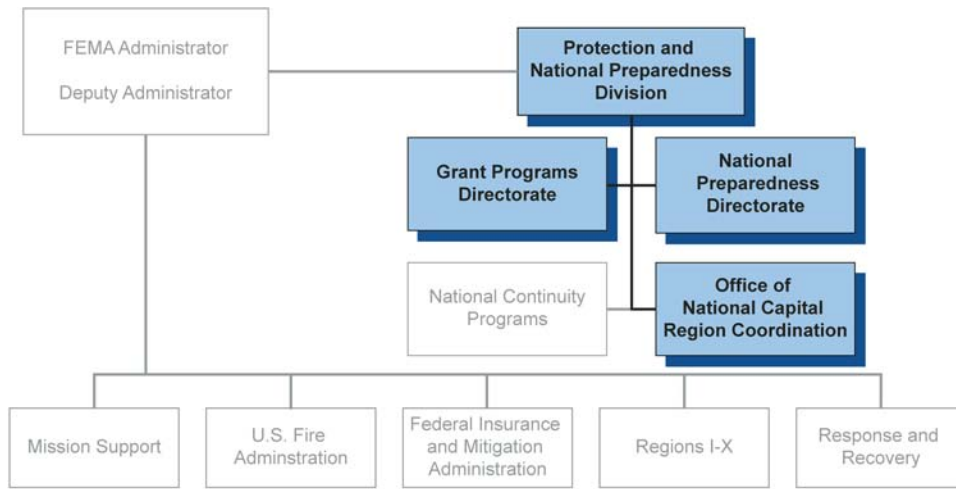 FEMA Administrator
Deputy Administrator
Protection and
National Preparedness
Division
Grant Programs
Directorate
National
Preparedness
Directorate
National Continuity
Programs
Office of
National Capital
Region Coordination
Mission Support
U.S. Fire
Adminstration
Federal Insurance
and Mitigation
Administration
Regions I-X
Response and
Recovery